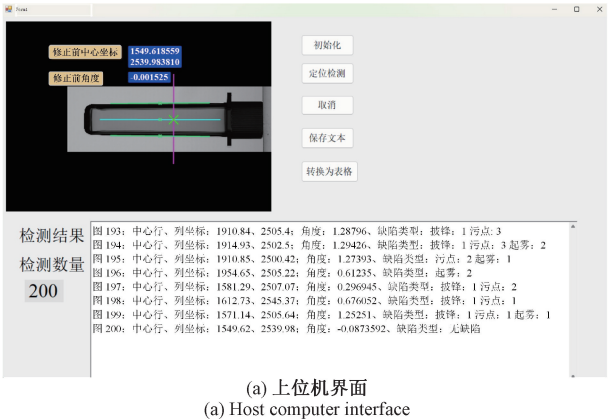 Form1
修正前中心坐标
1549.618559
2539.983810
修正前角度
-0.001525
初始化
定位检测
取消
保存文本
转换为表格
检测结果
检测数量
200
图 193；中心行、列坐标；1910.84、2505.4；角度；1.28796、缺陷类型；披锋；1 污点；3
图 194；中心行、列坐标；1914.93、2502.5；角度；1.29426、缺陷类型；披锋；1 污点；3 起雾；2
图 195；中心行、列坐标；1910.85、2500.42；角度；1.27393、缺陷类型；污点；2 起雾；1
图 196；中心行、列坐标；1954.65、2505.22；角度；0.61235、缺陷类型；起雾；2
图 197；中心行、列坐标；1581.29、2507.07；角度；0.296945、缺陷类型；披锋；1 污点；2
图 198；中心行、列坐标；1612.73、2545.37；角度；0.676052、缺陷类型；披锋；1 污点；1
图 199；中心行、列坐标；1571.14、2505.64；角度；1.25251、缺陷类型；披锋；1 污点；1 起雾；1
图 200；中心行、列坐标；1549.62、2539.98；角度；-0.0873592、缺陷类型；无缺陷
(a) 上位机界面
(a) Host computer interface